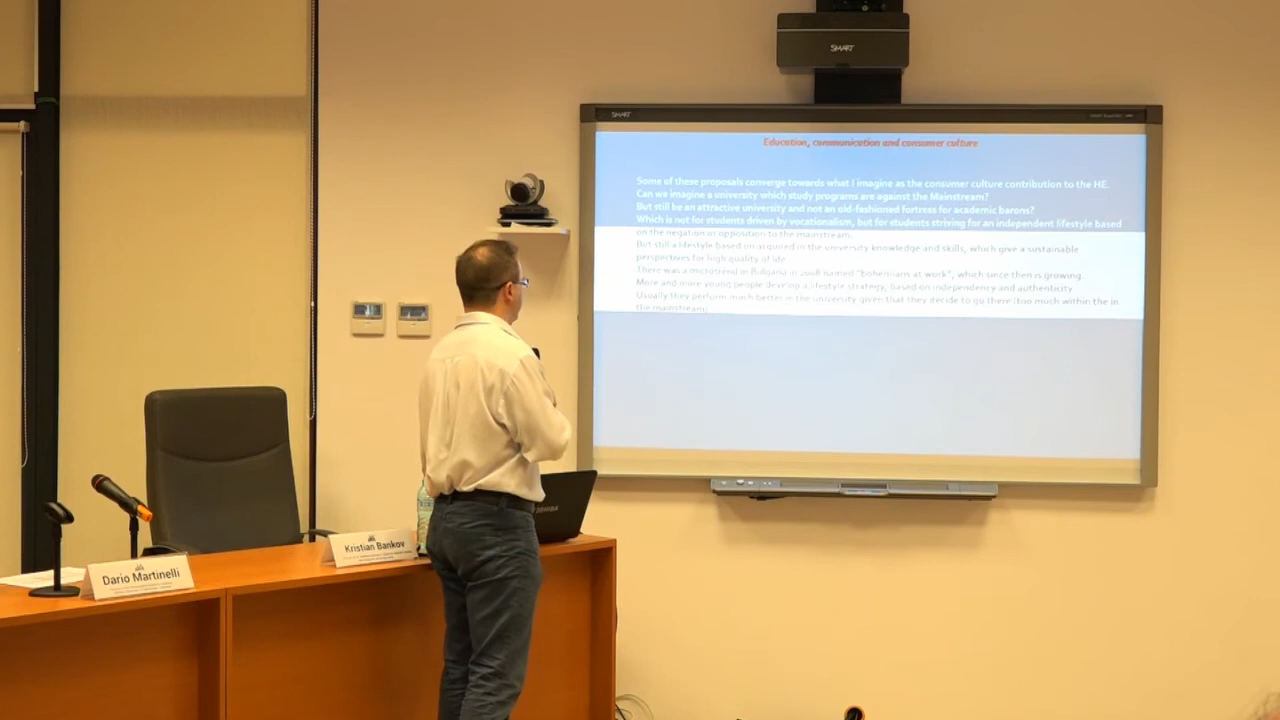 SMART
SMART
Education, communication and consumer culture
Some of these proposals converge towards what I imagine as the consumer culture contribution to the HE.
Can we imagine a university which study programs are against the Mainstream?
But still be an attractive university and not an old-fashioned fortress for academic barons?
Which is not for students driven by vocationalism, but for students striving for an independent lifestyle based
on the negation or opposition to the mainstream.
But still a lifestyle based on acquired in the university knowledge and skills, which give a sustainable
perspectives for high quality of life.
There was a microtrend in Bulgaria in 2008 named "bohemians at work", which since then is growing.
More and more young people develop a lifestyle strategy, based on independency and authenticity.
Usually they perform much better in the university given that they decide to go there (too much within the in
the mainstream)
TOSHIBA
Kristian Bankov
Dario Martinelli